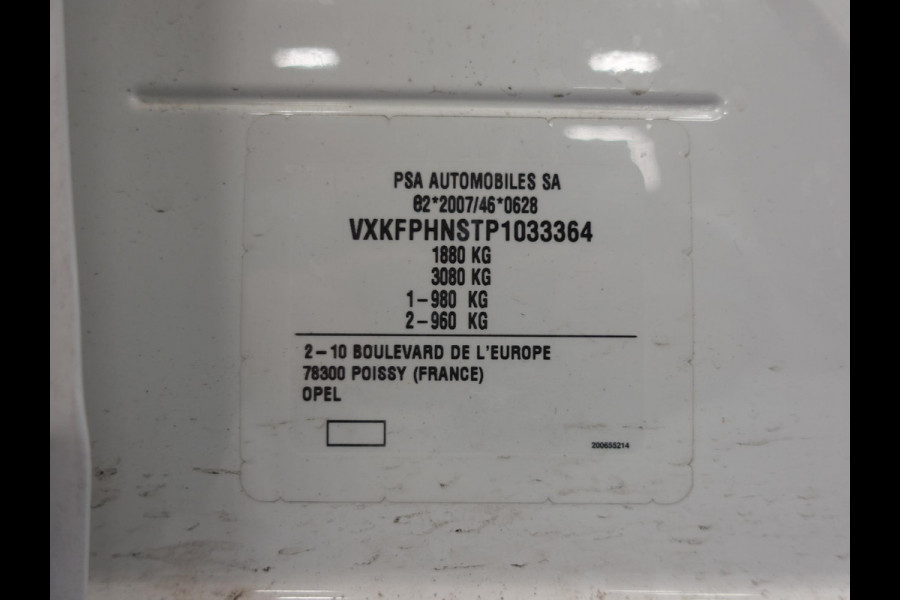 PSA AUTOMOBILES SA
e2*2007/46*0628
VXKFPHNSTP1033364
1880 KG
3080 KG
1-980 KG
2-960 KG
2-10 BOULEVARD DE L'EUROPE
78300 POISSY (FRANCE)
OPEL
200655214